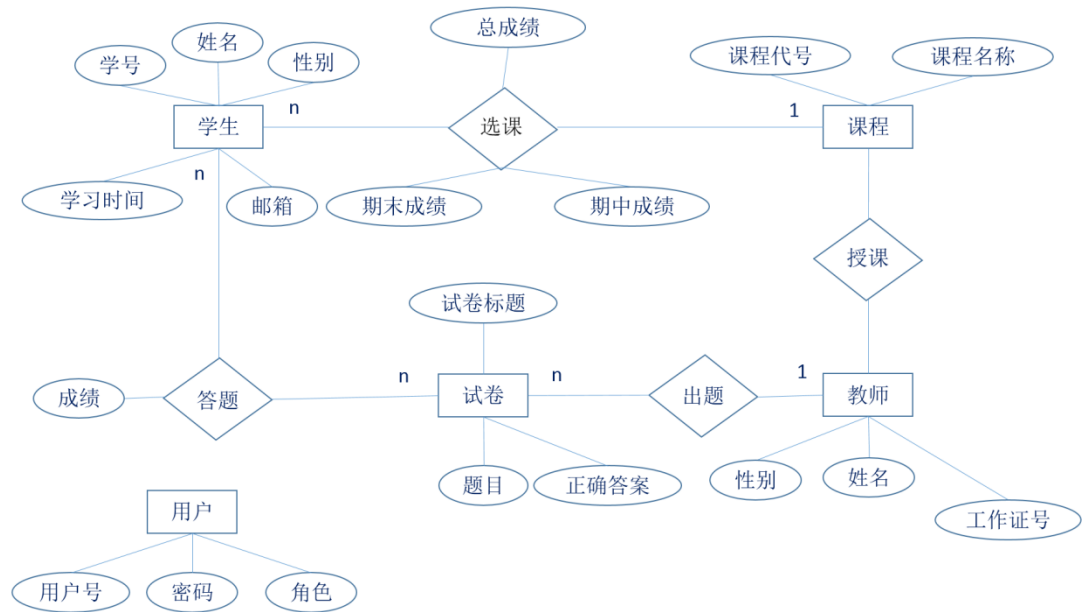 总成绩
姓名
学号
性别
课程代号
课程名称
n
1
学生
选课
课程
n
学习时间
邮箱
期末成绩
期中成绩
授课
试卷标题
n
n
1
成绩
答题
试卷
出题
教师
题目
正确答案
性别
姓名
工作证号
用户
用户号
密码
角色